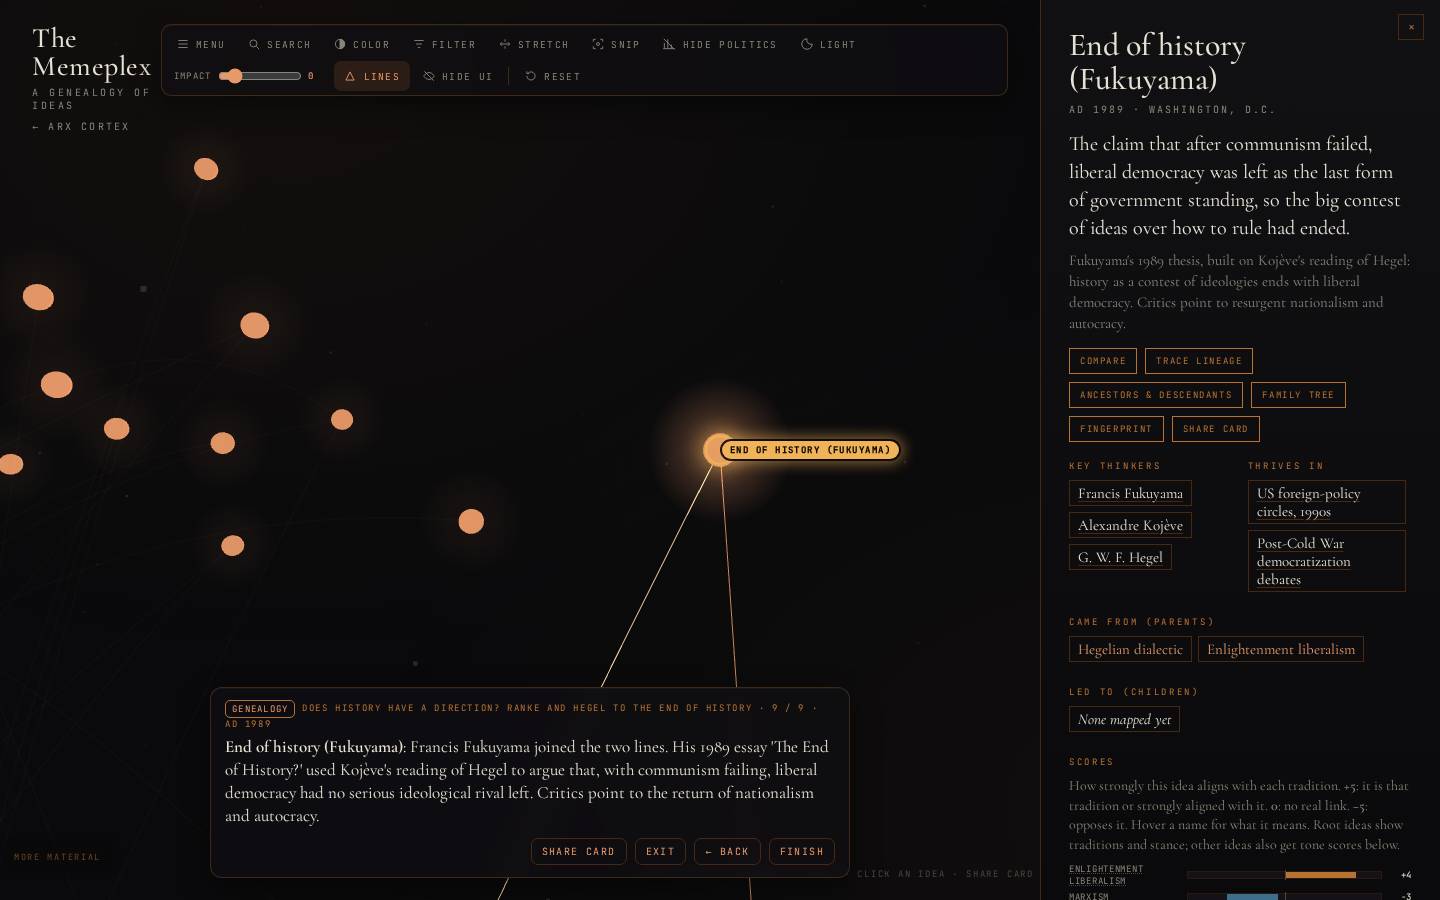 The
Memeplex
A GENEALOGY OF
IDEAS
← ARX CORTEX
MENU SEARCH COLOR FILTER STRETCH SNIP HIDE POLITICS LIGHT
IMPACT 0 LINES HIDE UI RESET
END OF HISTORY (FUKUYAMA)
GENEALOGY DOES HISTORY HAVE A DIRECTION? RANKE AND HEGEL TO THE END OF HISTORY · 9 / 9 ·
AD 1989
End of history (Fukuyama): Francis Fukuyama joined the two lines. His 1989 essay 'The End
of History?' used Kojève's reading of Hegel to argue that, with communism failing, liberal
democracy had no serious ideological rival left. Critics point to the return of nationalism
and autocracy.
SHARE CARD EXIT ← BACK FINISH
MORE MATERIAL
CLICK AN IDEA · SHARE CARD
×
End of history
(Fukuyama)
AD 1989 · WASHINGTON, D.C.
The claim that after communism failed,
liberal democracy was left as the last form
of government standing, so the big contest
of ideas over how to rule had ended.
Fukuyama's 1989 thesis, built on Kojève's reading of Hegel:
history as a contest of ideologies ends with liberal
democracy. Critics point to resurgent nationalism and
autocracy.
COMPARE TRACE LINEAGE
ANCESTORS & DESCENDANTS FAMILY TREE
FINGERPRINT SHARE CARD
KEY THINKERS
Francis Fukuyama
Alexandre Kojève
G. W. F. Hegel
THRIVES IN
US foreign-policy
circles, 1990s
Post-Cold War
democratization
debates
CAME FROM (PARENTS)
Hegelian dialectic Enlightenment liberalism
LED TO (CHILDREN)
None mapped yet
SCORES
How strongly this idea aligns with each tradition. +5: it is that
tradition or strongly aligned with it. 0: no real link. −5:
opposes it. Hover a name for what it means. Root ideas show
traditions and stance; other ideas also get tone scores below.
ENLIGHTENMENT
LIBERALISM +4
MARXISM -3